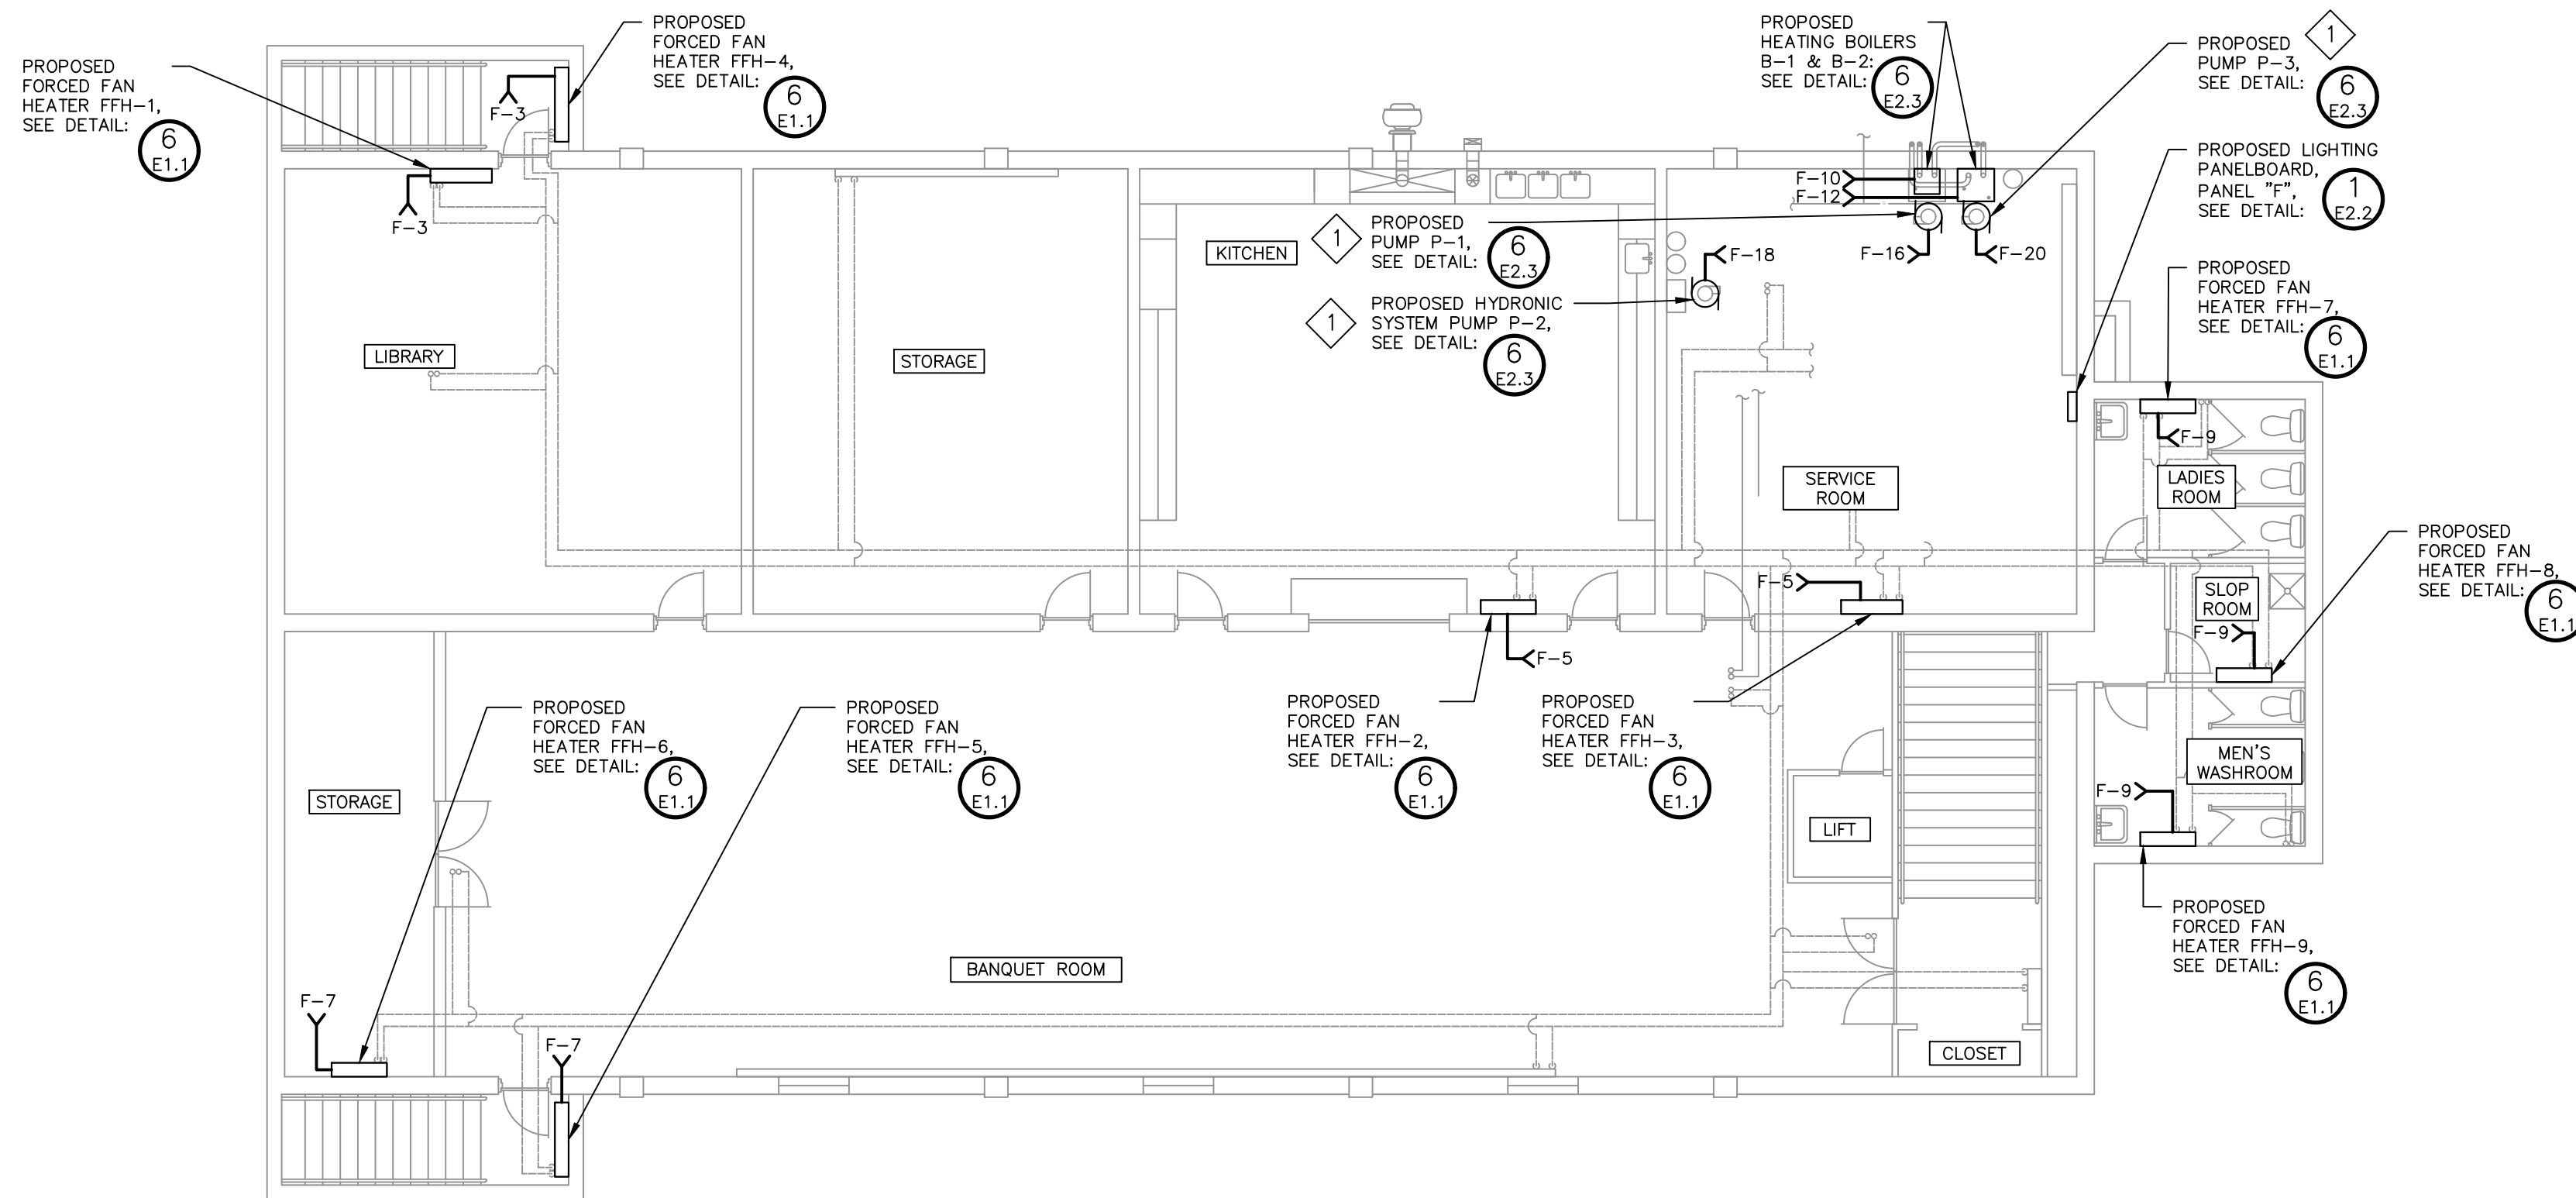 PROPOSED
FORCED FAN
HEATER FFH-1,
SEE DETAIL:
6
E1.1
PROPOSED
FORCED FAN
HEATER FFH-4,
SEE DETAIL:
6
E1.1
PROPOSED
HEATING BOILERS
B-1 & B-2:
SEE DETAIL:
6
E2.3
1
PROPOSED
PUMP P-3,
SEE DETAIL:
6
E2.3
PROPOSED LIGHTING
PANELBOARD,
PANEL "F",
SEE DETAIL:
1
E2.2
F-3
F-3
F-10
F-12
F-16
F-20
F-18
1
PROPOSED
PUMP P-1,
SEE DETAIL:
6
E2.3
1
PROPOSED HYDRONIC
SYSTEM PUMP P-2,
SEE DETAIL:
6
E2.3
PROPOSED
FORCED FAN
HEATER FFH-7,
SEE DETAIL:
6
E1.1
KITCHEN
LIBRARY
STORAGE
F-9
LADIES
ROOM
SERVICE
ROOM
PROPOSED
FORCED FAN
HEATER FFH-8,
SEE DETAIL:
6
E1.1
F-5
SLOP
ROOM
F-9
F-5
PROPOSED
FORCED FAN
HEATER FFH-6,
SEE DETAIL:
6
E1.1
PROPOSED
FORCED FAN
HEATER FFH-5,
SEE DETAIL:
6
E1.1
PROPOSED
FORCED FAN
HEATER FFH-2,
SEE DETAIL:
6
E1.1
PROPOSED
FORCED FAN
HEATER FFH-3,
SEE DETAIL:
6
E1.1
MEN'S
WASHROOM
F-9
STORAGE
LIFT
PROPOSED
FORCED FAN
HEATER FFH-9,
SEE DETAIL:
6
E1.1
BANQUET ROOM
F-7
F-7
CLOSET